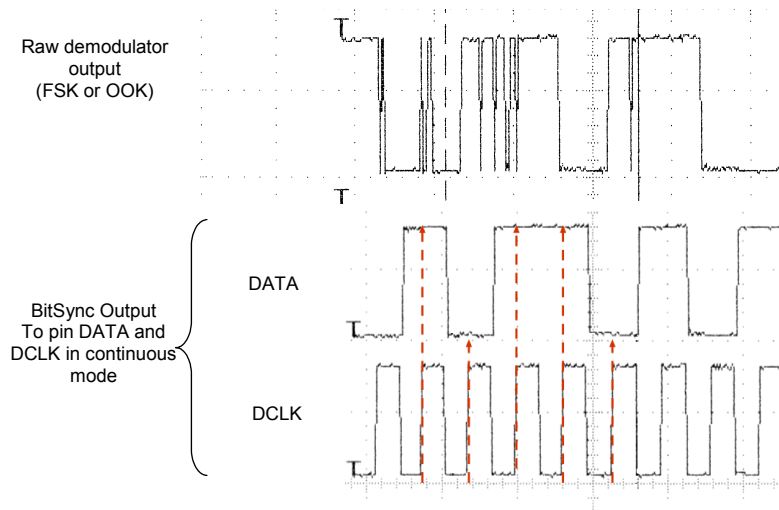 Raw demodulator
output
(FSK or OOK)
DATA
BitSync Output
To pin DATA and
DCLK in continuous
mode
DCLK